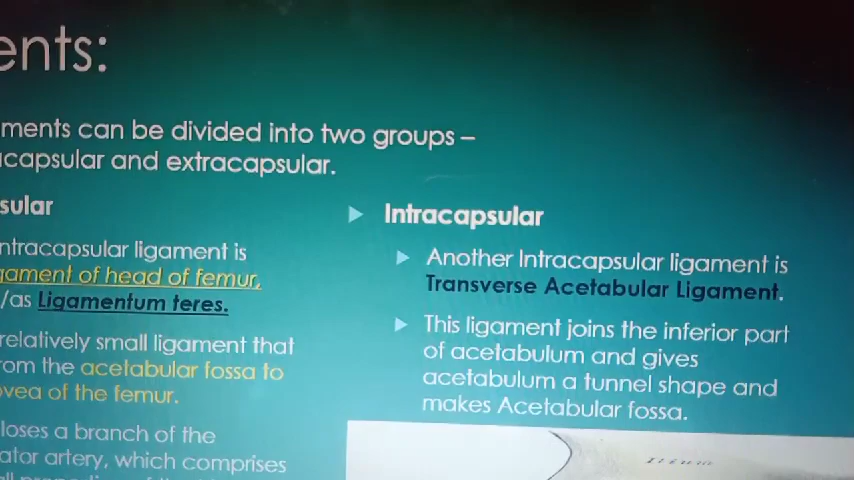 ents:
ments can be divided into two groups –
acapsular and extracapsular.
sular
ntracapsular ligament is
gament of head of femur,
/as Ligamentum teres.
relatively small ligament that
rom the acetabular fossa to
ovea of the femur.
loses a branch of the
ator artery, which comprises
Intracapsular
Another Intracapsular ligament is
Transverse Acetabular Ligament.
This ligament joins the inferior part
of acetabulum and gives
acetabulum a tunnel shape and
makes Acetabular fossa.